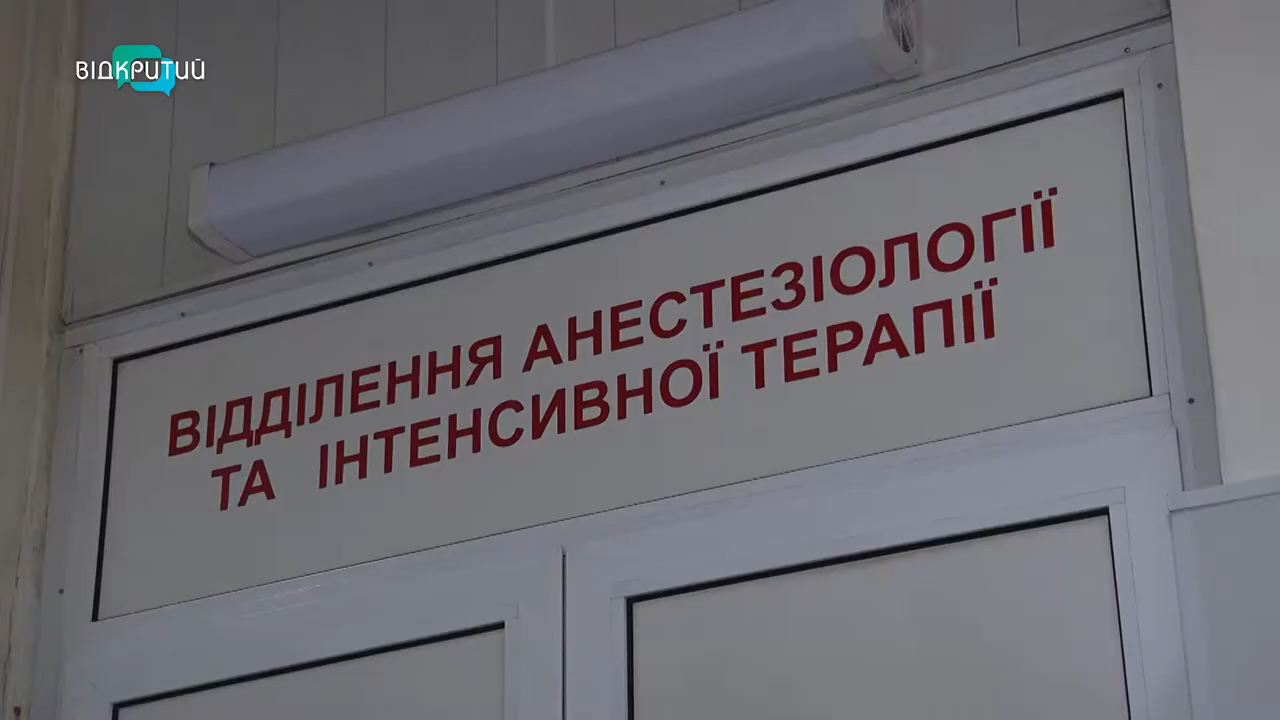 ВІДКРИТИЙ
ВІДДІЛЕННЯ АНЕСТЕЗІОЛОГІЇ
ТА ІНТЕНСИВНОЇ ТЕРАПІЇ